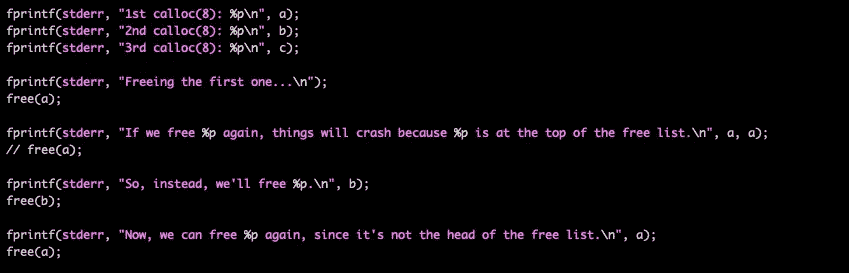 fprintf(stderr, "1st calloc(8): %p\n", a);
fprintf(stderr, "2nd calloc(8): %p\n", b);
fprintf(stderr, "3rd calloc(8): %p\n", c);
fprintf(stderr, "Freeing the first one...\n");
free(a);
fprintf(stderr, "If we free %p again, things will crash because %p is at the top of the free list.\n", a, a);
// free(a);
fprintf(stderr, "So, instead, we'll free %p.\n", b);
free(b);
fprintf(stderr, "Now, we can free %p again, since it's not the head of the free list.\n", a);
free(a);